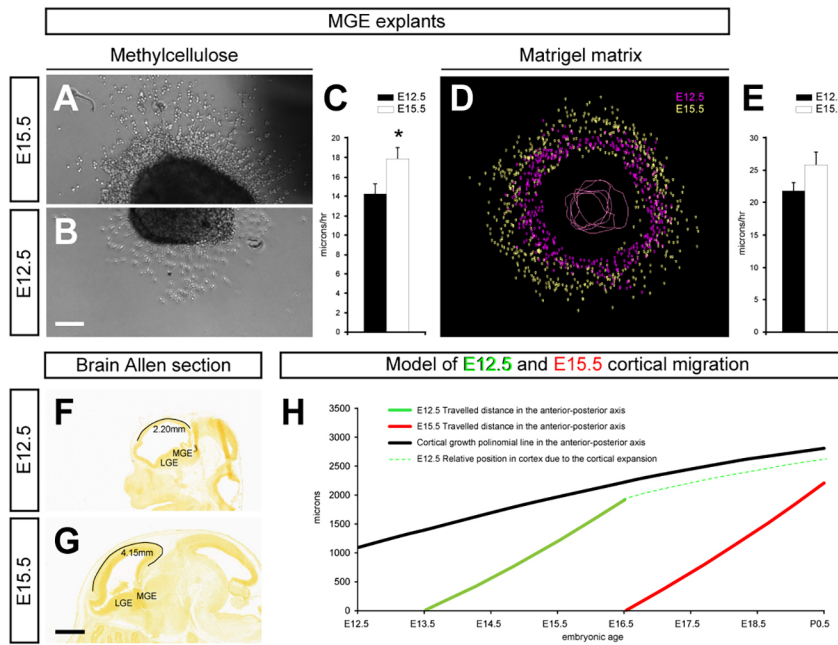 MGE explants
Methylcellulose
Matrigel matrix
E15.5
E12.5
A
B
C
E12.5
E15.5
*
microns/hr
20
18
16
14
12
10
8
6
4
2
0
D
E12.5
E15.5
E
E12.
E15.
microns/hr
30
25
20
15
10
5
0
Brain Allen section
Model of E12.5 and E15.5 cortical migration
E12.5
E15.5
F
2.20mm
MGE
LGE
G
4.15mm
LGE
MGE
H
E12.5 Travelled distance in the anterior-posterior axis
E15.5 Travelled distance in the anterior-posterior axis
Cortical growth polinomial line in the anterior-posterior axis
E12.5 Relative position in cortex due to the cortical expansion
microns
3500
3000
2500
2000
1500
1000
500
0
E12.5 E13.5 E14.5 E15.5 E16.5 E17.5 E18.5 P0.5
embryonic age